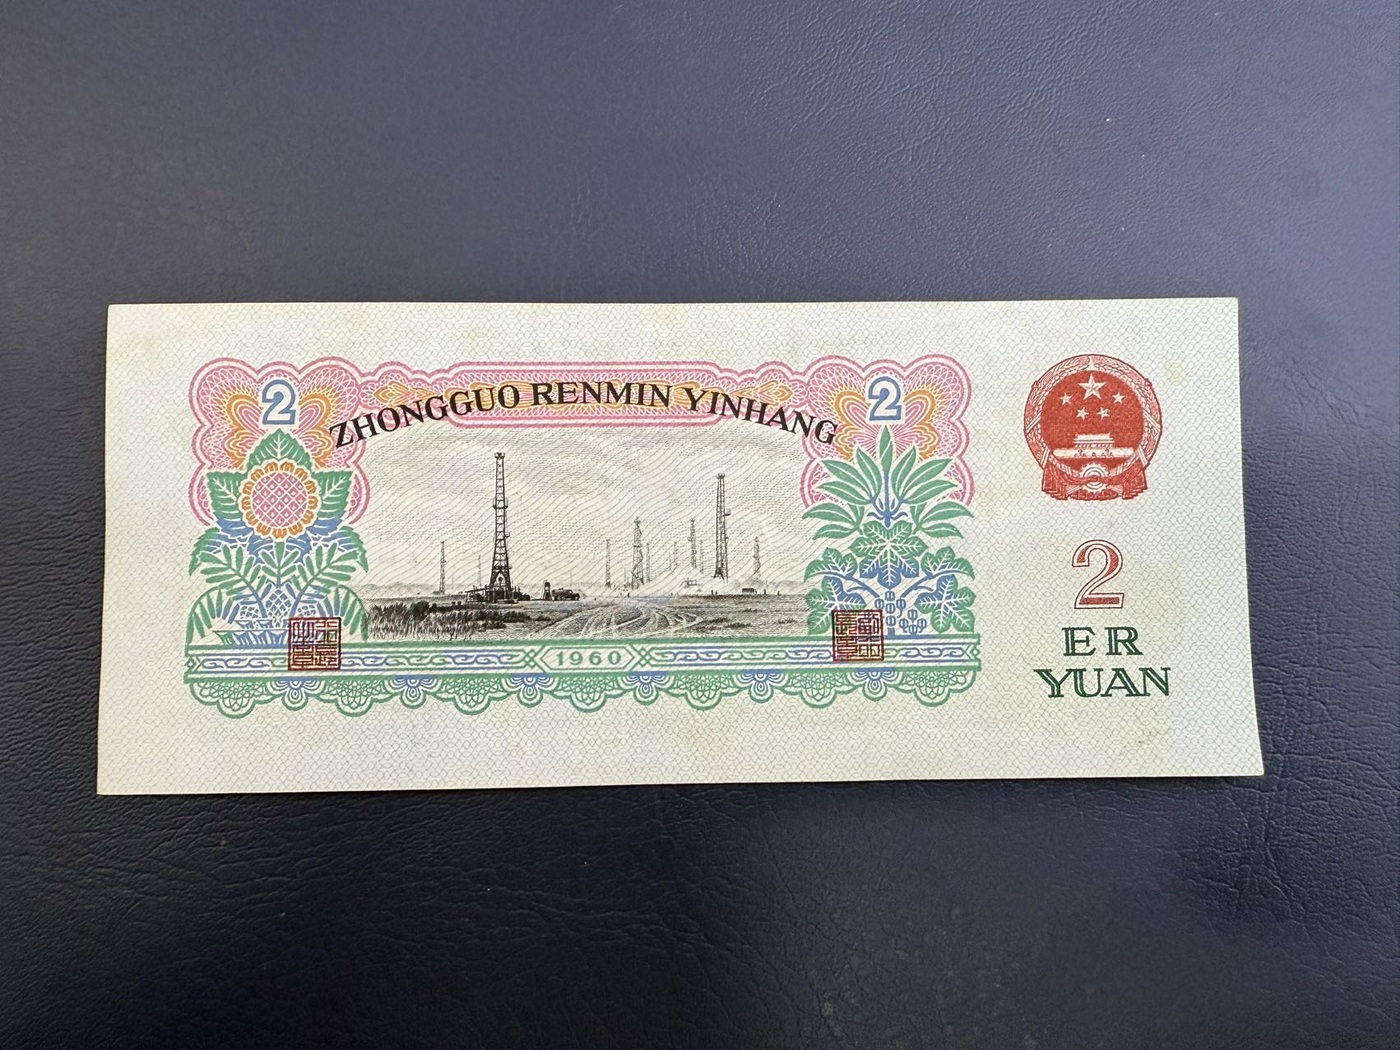 2 2
ZHONGGUO RENMIN YINHANG
1960
2
ER
YUAN